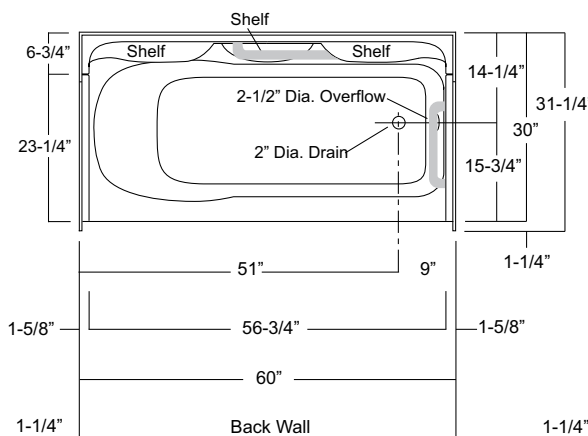 Shelf
6-3/4”
Shelf
Shelf
14-1/4”
2-1/2” Dia. Overflow
31-1/4
30”
23-1/4”
2” Dia. Drain
15-3/4”
51”
9”
1-1/4”
1-5/8”
56-3/4”
1-5/8”
60”
1-1/4”
Back Wall
1-1/4”